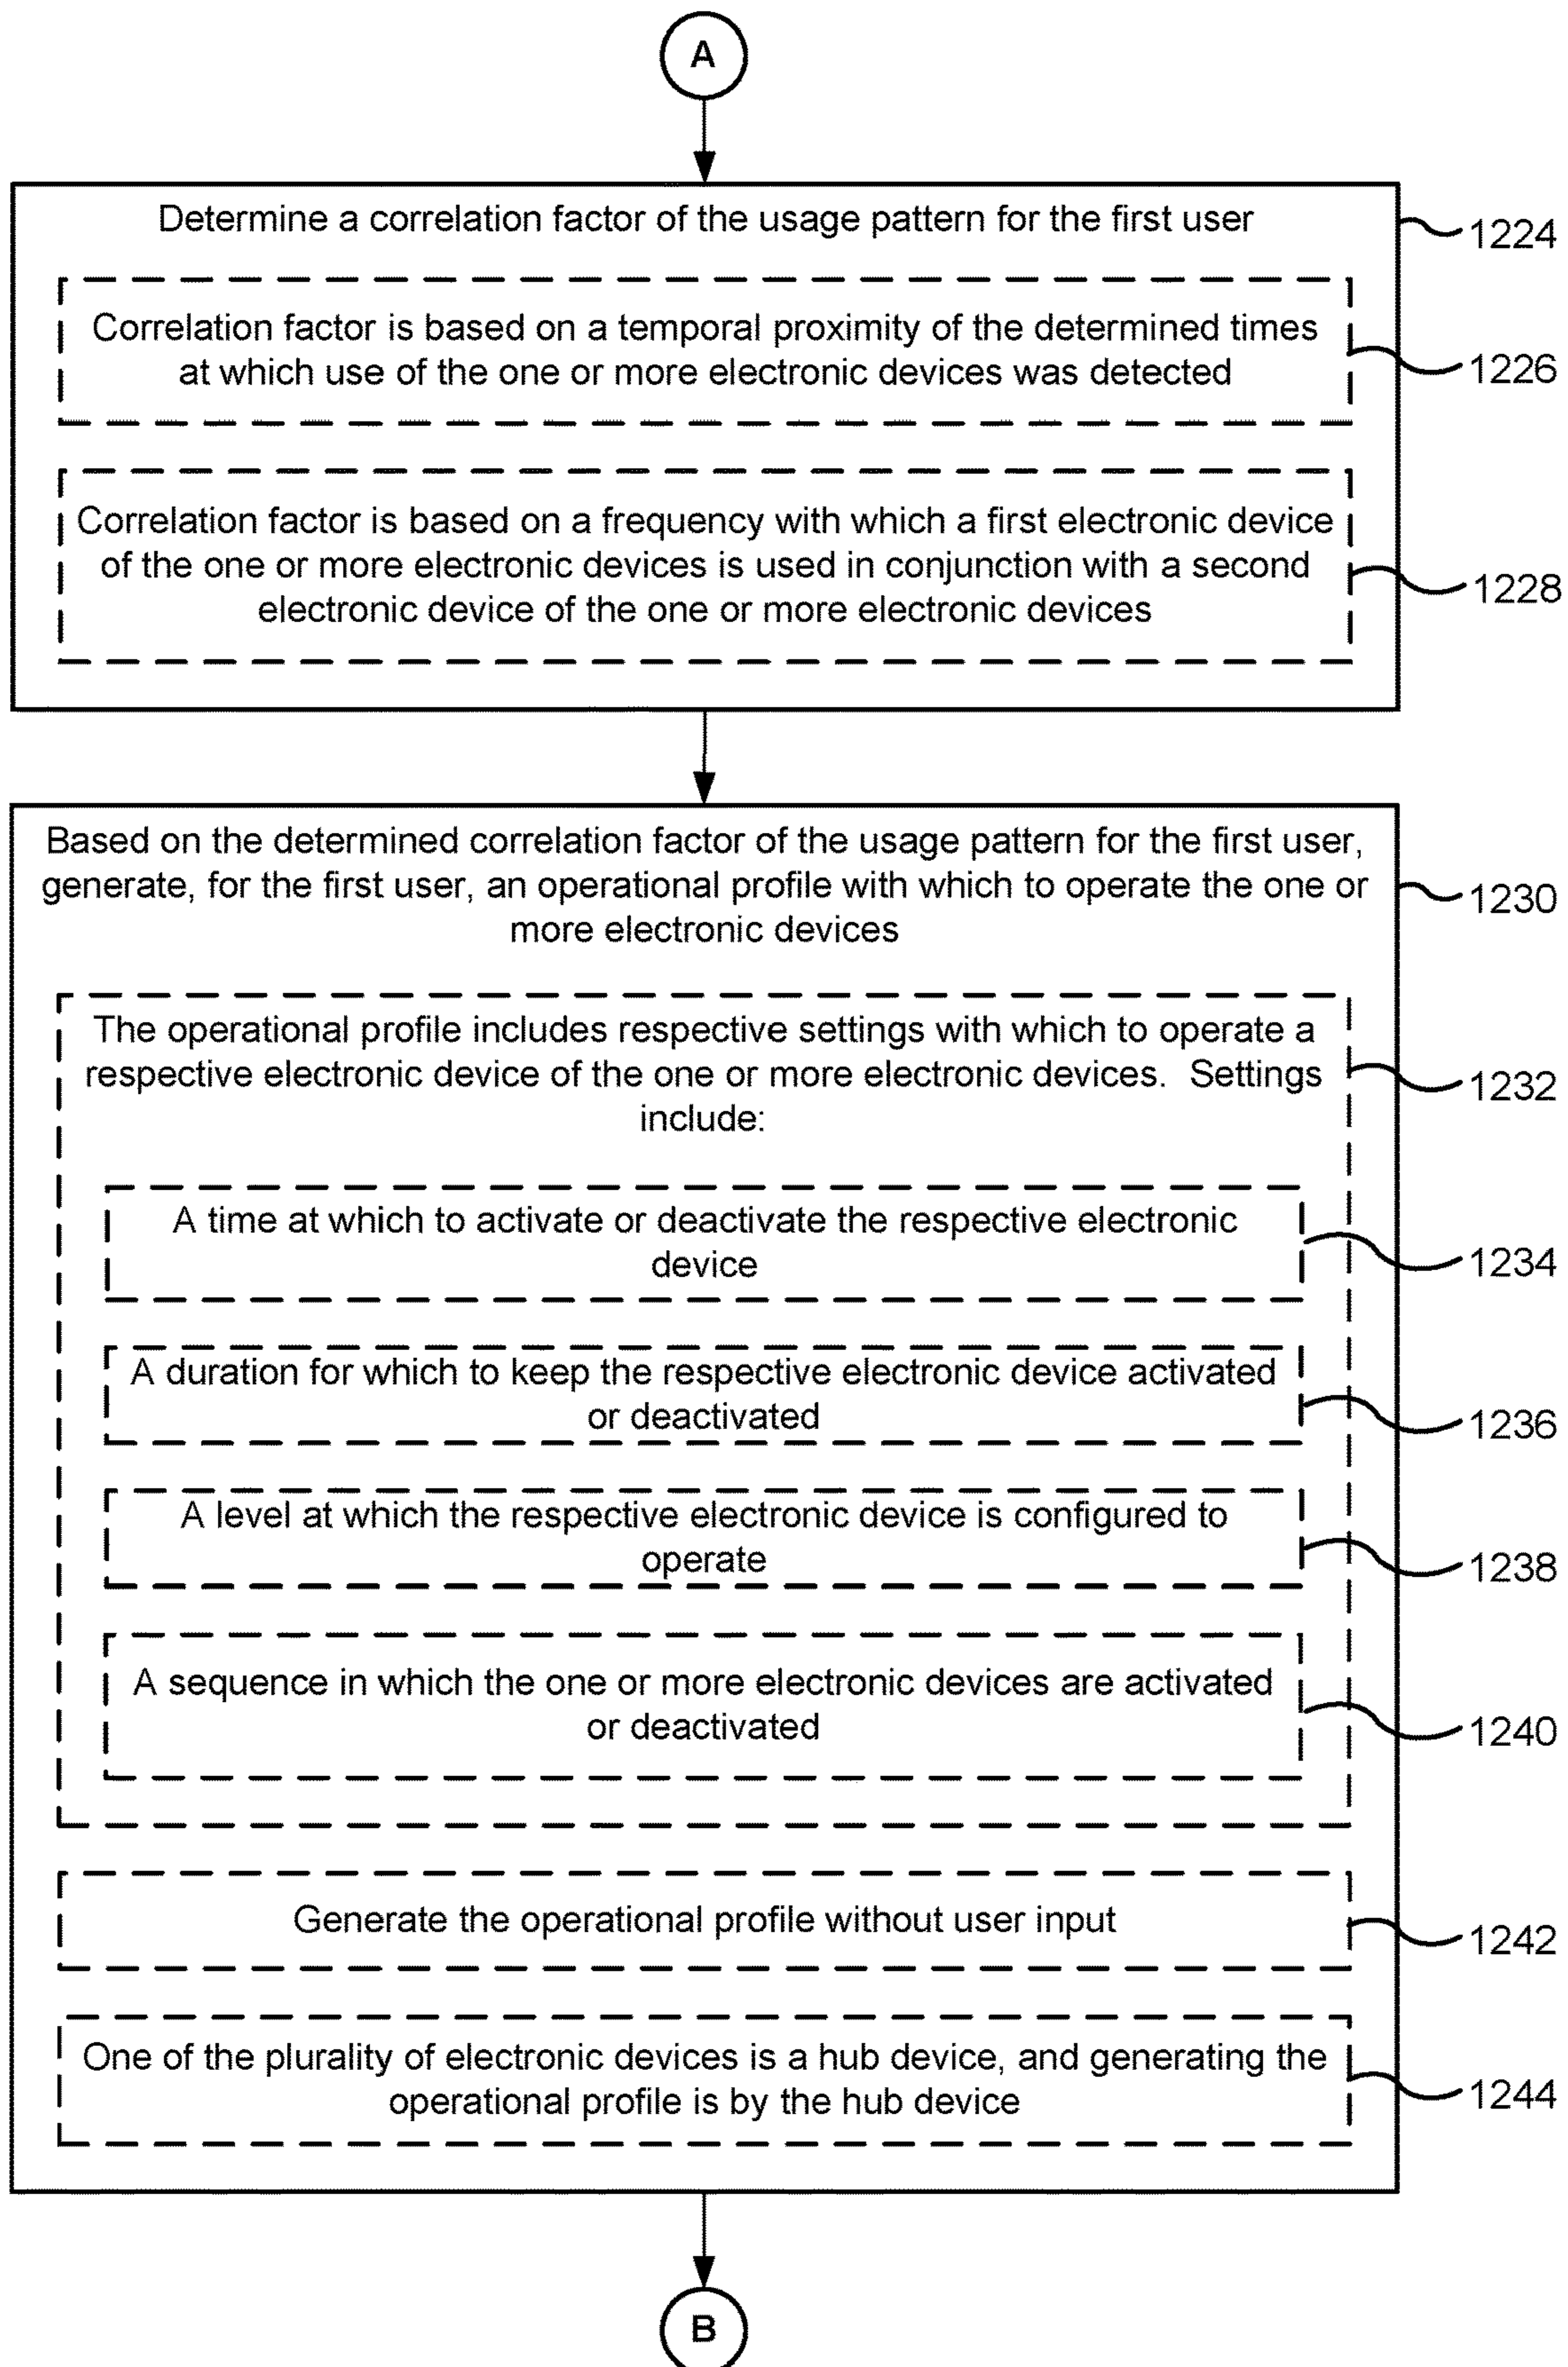 A
Determine a correlation factor of the usage pattern for the first user
1224
Correlation factor is based on a temporal proximity of the determined times
at which use of the one or more electronic devices was detected
1226
Correlation factor is based on a frequency with which a first electronic device
of the one or more electronic devices is used in conjunction with a second
electronic device of the one or more electronic devices
1228
Based on the determined correlation factor of the usage pattern for the first user,
generate, for the first user, an operational profile with which to operate the one or
more electronic devices
1230
The operational profile includes respective settings with which to operate a
respective electronic device of the one or more electronic devices.  Settings
include:
1232
A time at which to activate or deactivate the respective electronic
device
1234
A duration for which to keep the respective electronic device activated
or deactivated
1236
A level at which the respective electronic device is configured to
operate
1238
A sequence in which the one or more electronic devices are activated
or deactivated
1240
Generate the operational profile without user input
1242
One of the plurality of electronic devices is a hub device, and generating the
operational profile is by the hub device
1244
B